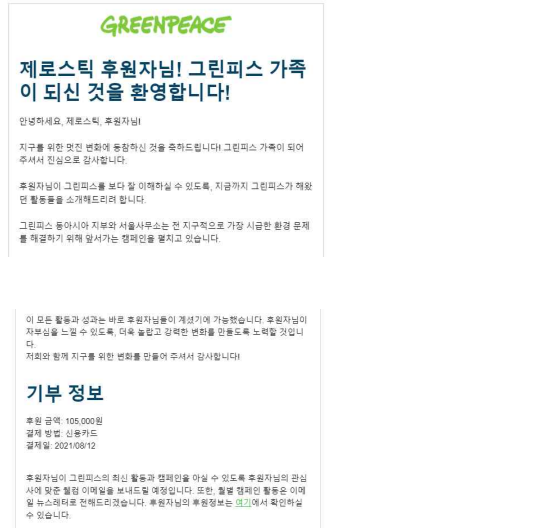 GREENPEACE
제로스틱 후원자님! 그린피스 가족
이 되신 것을 환영합니다!
안녕하세요, 제로스틱, 후원자님!
지구를 위한 멋진 변화에 동참하신 것을 축하드립니다! 그린피스 가족이 되어
주셔서 진심으로 감사합니다.
후원자님이 그린피스를 보다 잘 이해하실 수 있도록, 지금까지 그린피스가 해왔
던 활동들을 소개해드리려 합니다.
그린피스 동아시아 지부와 서울사무소는 전 지구적으로 가장 시급한 환경 문제
를 해결하기 위해 앞서가는 캠페인을 펼치고 있습니다.
이 모든 활동과 성과는 바로 후원자님들이 계셨기에 가능했습니다. 후원자님이
자부심을 느낄 수 있도록, 더욱 놀랍고 강력한 변화를 만들도록 노력할 것입니
다.
저희와 함께 지구를 위한 변화를 만들어 주셔서 감사합니다!
기부 정보
후원 금액: 105,000원
결제 방법: 신용카드
결제일: 2021/08/12
후원자님이 그린피스의 최신 활동과 캠페인을 아실 수 있도록 후원자님의 관심
사에 맞춘 웰컴 이메일을 보내드릴 예정입니다. 또한, 월별 캠페인 활동은 이메
일 뉴스레터로 전해드리겠습니다. 후원자님의 후원정보는 여기에서 확인하실
수 있습니다.